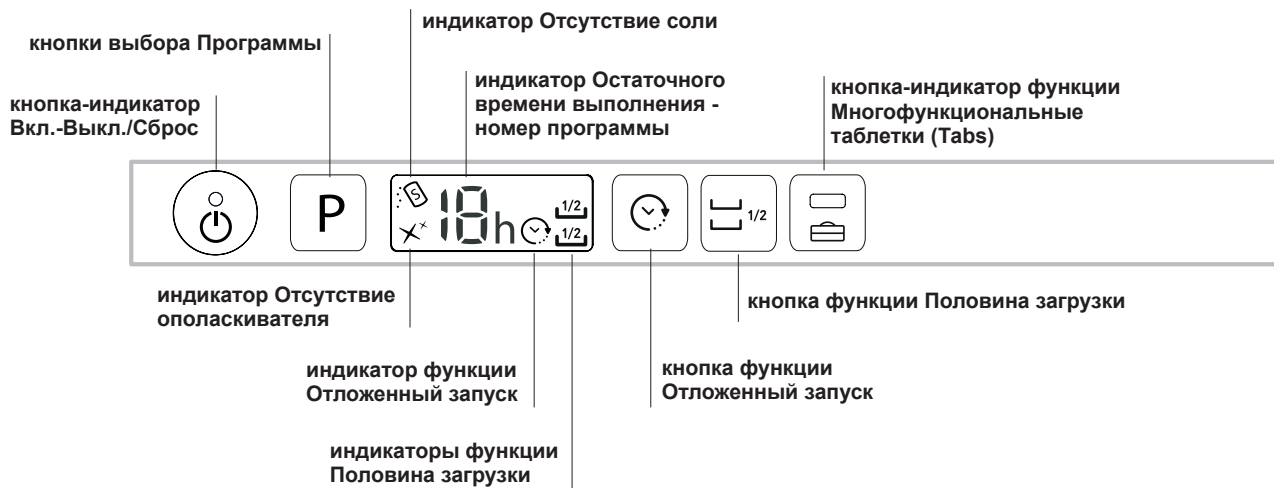 индикатор Отсутствие соли
кнопки выбора Программы
индикатор Остаточного
времени выполнения -
номер программы
кнопка-индикатор функции
Многофункциональные
таблетки (Tabs)
кнопка-индикатор
Вкл.-Выкл./Сброс
P
S
18h
1/2
1/2
1/2
индикатор Отсутствие
ополаскивателя
кнопка функции Половина загрузки
индикатор функции
Отложенный запуск
кнопка функции
Отложенный запуск
индикаторы функции
Половина загрузки